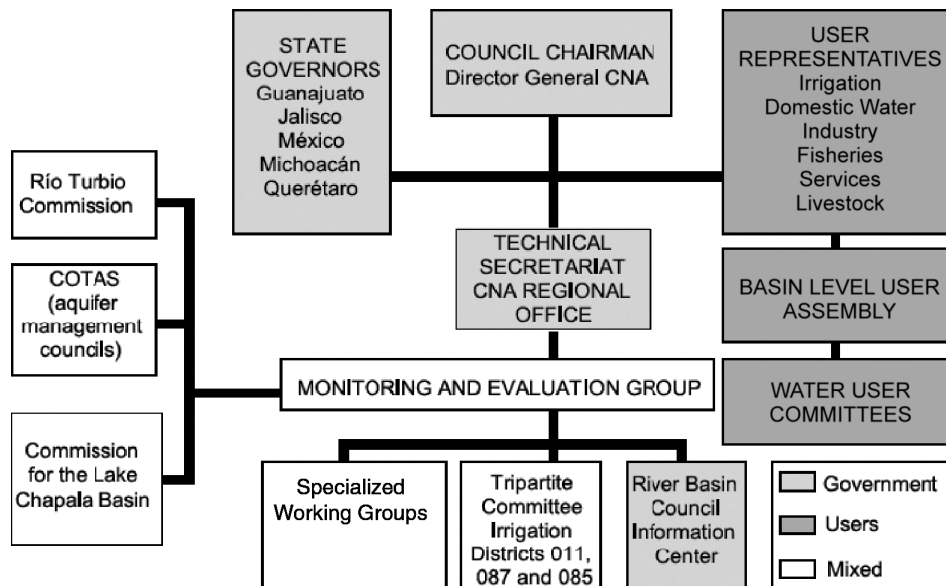 STATE
GOVERNORS
Guanajuato
Jalisco
México
Michoacán
Querétaro
COUNCIL CHAIRMAN
Director General CNA
USER
REPRESENTATIVES
Irrigation
Domestic Water
Industry
Fisheries
Services
Livestock
Río Turbio
Commission
COTAS
(aquifer
management
councils)
Commission
for the Lake
Chapala Basin
TECHNICAL
SECRETARIAT
CNA REGIONAL
OFFICE
BASIN LEVEL USER
ASSEMBLY
MONITORING AND EVALUATION GROUP
WATER USER
COMMITTEES
Specialized
Working Groups
Tripartite
Committee
Irrigation
Districts 011,
087 and 085
River Basin
Council
Information
Center
Government
Users
Mixed